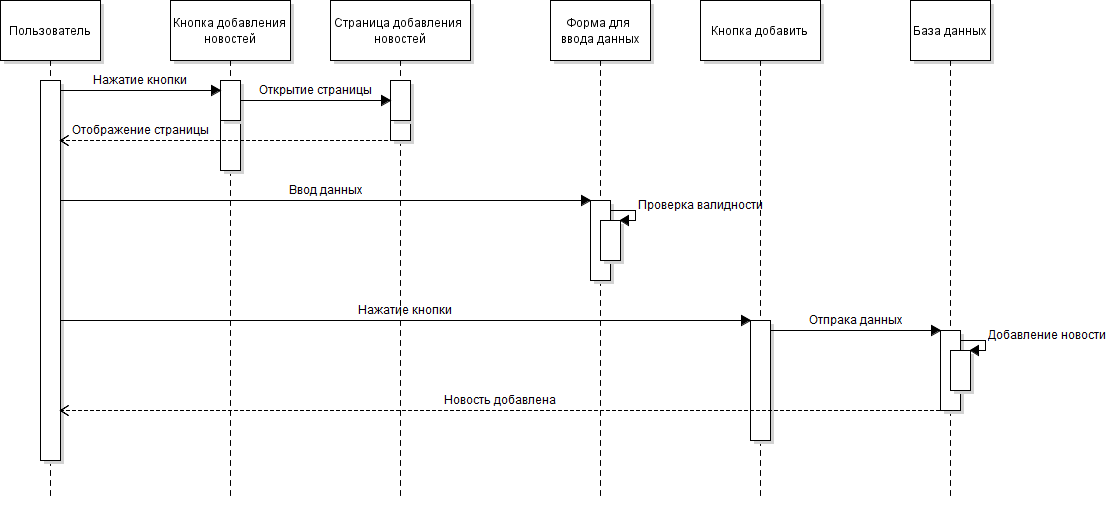 Пользователь
Кнопка добавления
новостей
Страница добавления
новостей
Форма для
ввода данных
Кнопка добавить
База данных
Нажатие кнопки
Открытие страницы
Отображение страницы
Ввод данных
Проверка валидности
Нажатие кнопки
Отпрака данных
Добавление новости
Новость добавлена